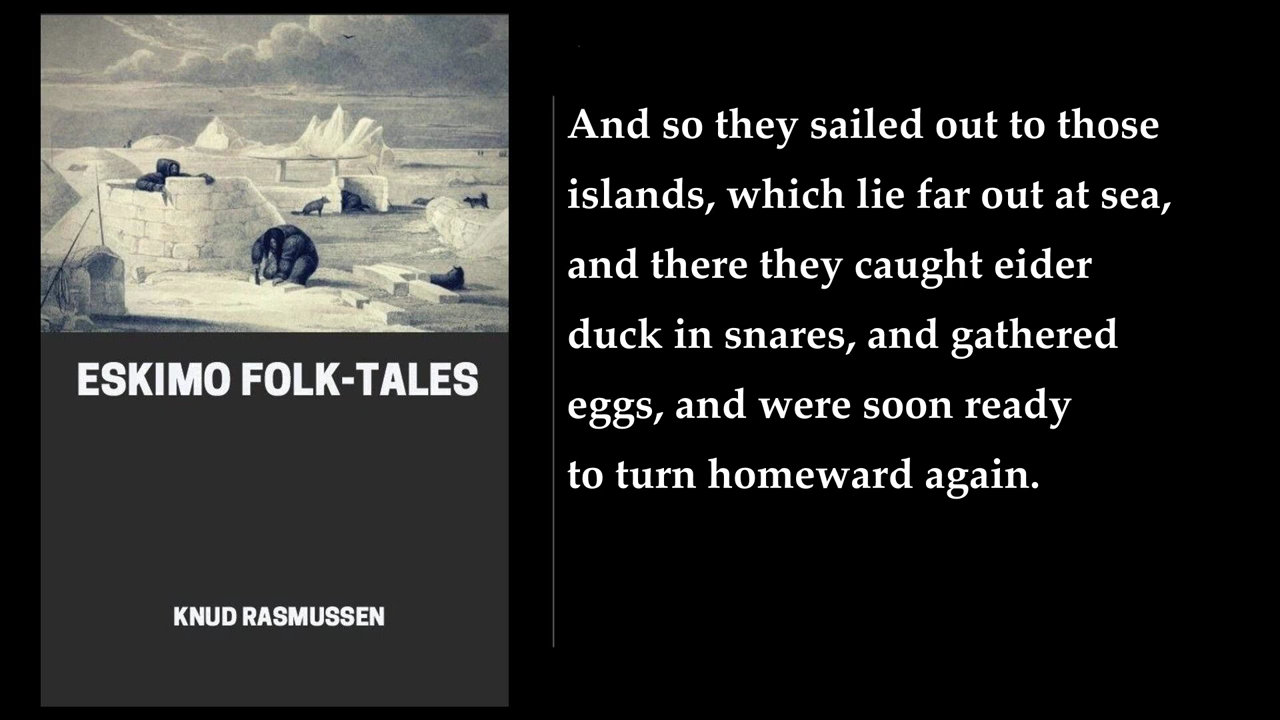 ESKIMO FOLK-TALES
KNUD RASMUSSEN
And so they sailed out to those
islands, which lie far out at sea,
and there they caught eider
duck in snares, and gathered
eggs, and were soon ready
to turn homeward again.